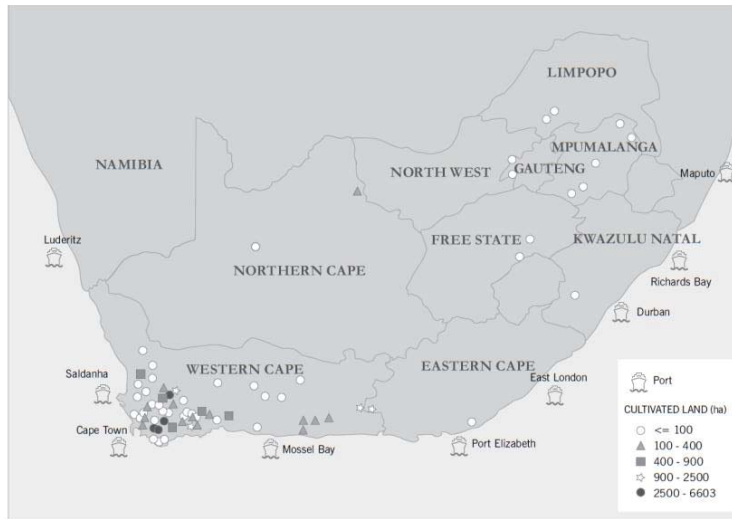 LIMPOPO
MPUMALANGA
NAMIBIA
NORTH WEST
GAUTENG
Maputo
Luderitz
FREE STATE
KWAZULU NATAL
NORTHERN CAPE
Richards Bay
Durban
WESTERN CAPE
EASTERN CAPE
Saldanha
East London
Cape Town
Mossel Bay
Port Elizabeth
Port
CULTIVATED LAND (ha)
<= 100
100 - 400
400 - 900
900 - 2500
2500 - 6603